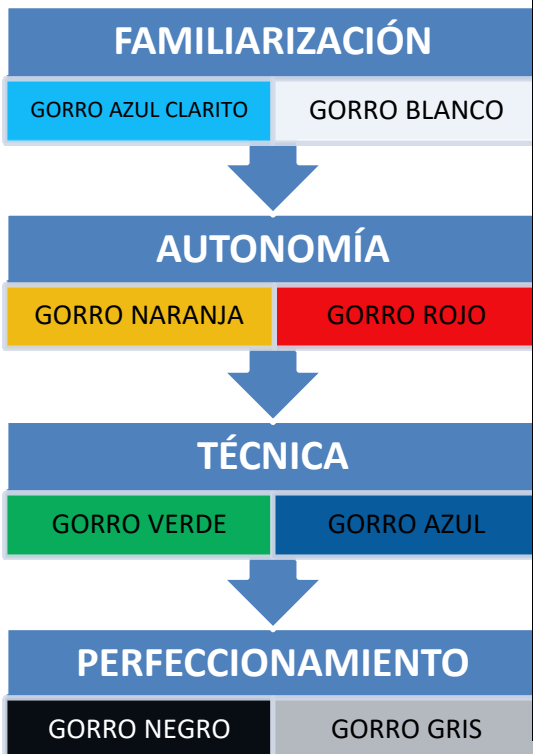 FAMILIARIZACIÓN
GORRO AZUL CLARITO
GORRO BLANCO
AUTONOMÍA
GORRO NARANJA
GORRO ROJO
TÉCNICA
GORRO VERDE
GORRO AZUL
PERFECCIONAMIENTO
GORRO NEGRO
GORRO GRIS